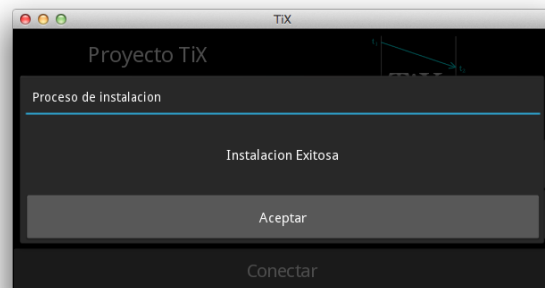 TiX
Proyecto TiX
Proceso de instalacion
Instalacion Exitosa
Aceptar
Conectar